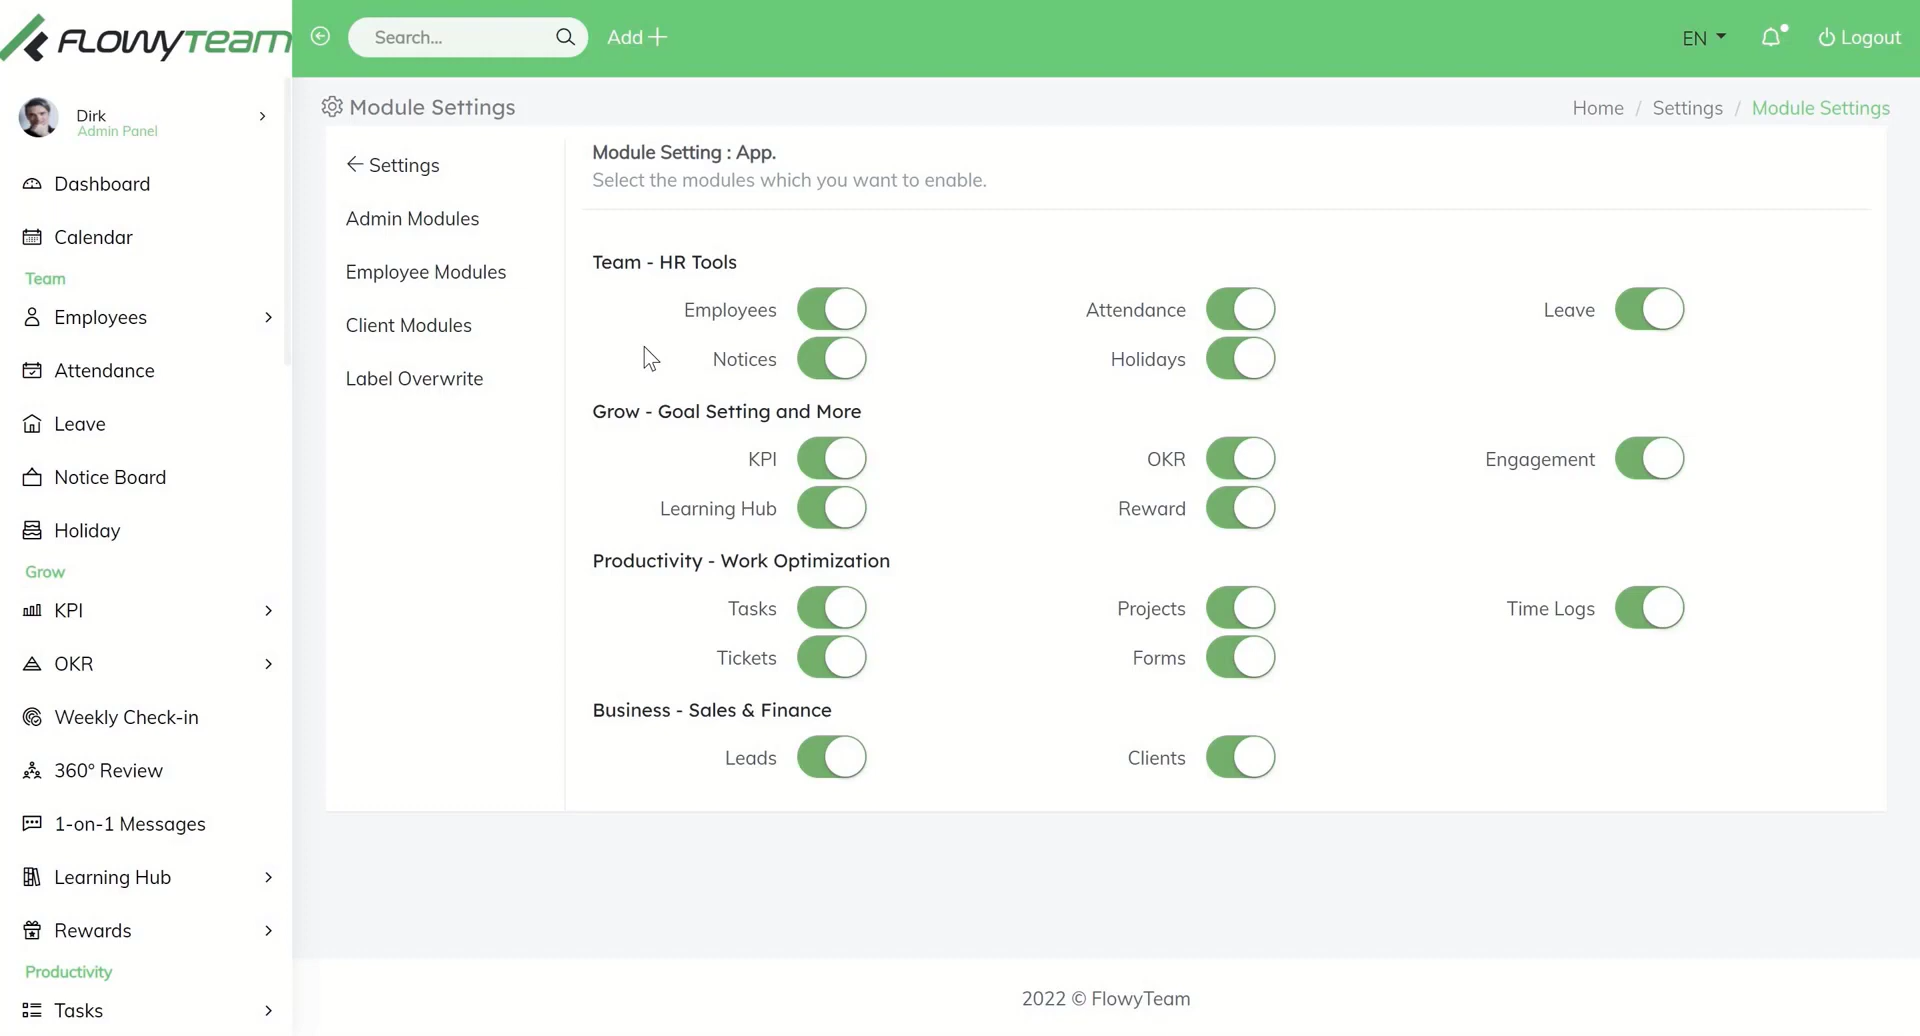 FLOWYTEAM
Search...
Add
EN
Logout
Dirk
Admin Panel
Dashboard
Calendar
Team
Employees
Attendance
Leave
Notice Board
Holiday
Grow
KPI
OKR
Weekly Check-in
360° Review
1-on-1 Messages
Learning Hub
Rewards
Productivity
Tasks
Module Settings
Home / Settings / Module Settings
Settings
Admin Modules
Employee Modules
Client Modules
Label Overwrite
Module Setting : App.
Select the modules which you want to enable.
Team - HR Tools
Employees Attendance Leave
Notices Holidays
Grow - Goal Setting and More
KPI OKR Engagement
Learning Hub Reward
Productivity - Work Optimization
Tasks Projects Time Logs
Tickets Forms
Business - Sales & Finance
Leads Clients
2022 © FlowyTeam